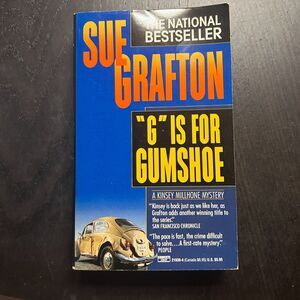 THE NATIONAL
BESTSELLER
SUE
GRAFTON
"G" IS FOR
GUMSHOE
A KINSEY MILLHONE MYSTERY
"Kinsey is back just as we like her, as
Grafton adds another winning title to
the series."
SAN FRANCISCO CHRONICLE
"The pace is fast, the crime difficult
to solve....A first-rate mystery."
PEOPLE